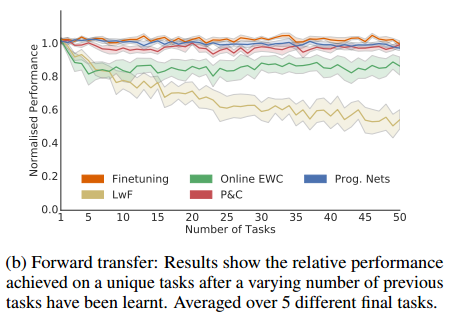 Normalised Performance
1.0
0.8
0.6
0.4
0.2
0.0
Finetuning
LwF
Online EWC
P&C
Prog. Nets
1 5 10 15 20 25 30 35 40 45 50
Number of Tasks
(b) Forward transfer: Results show the relative performance
achieved on a unique tasks after a varying number of previous
tasks have been learnt. Averaged over 5 different final tasks.